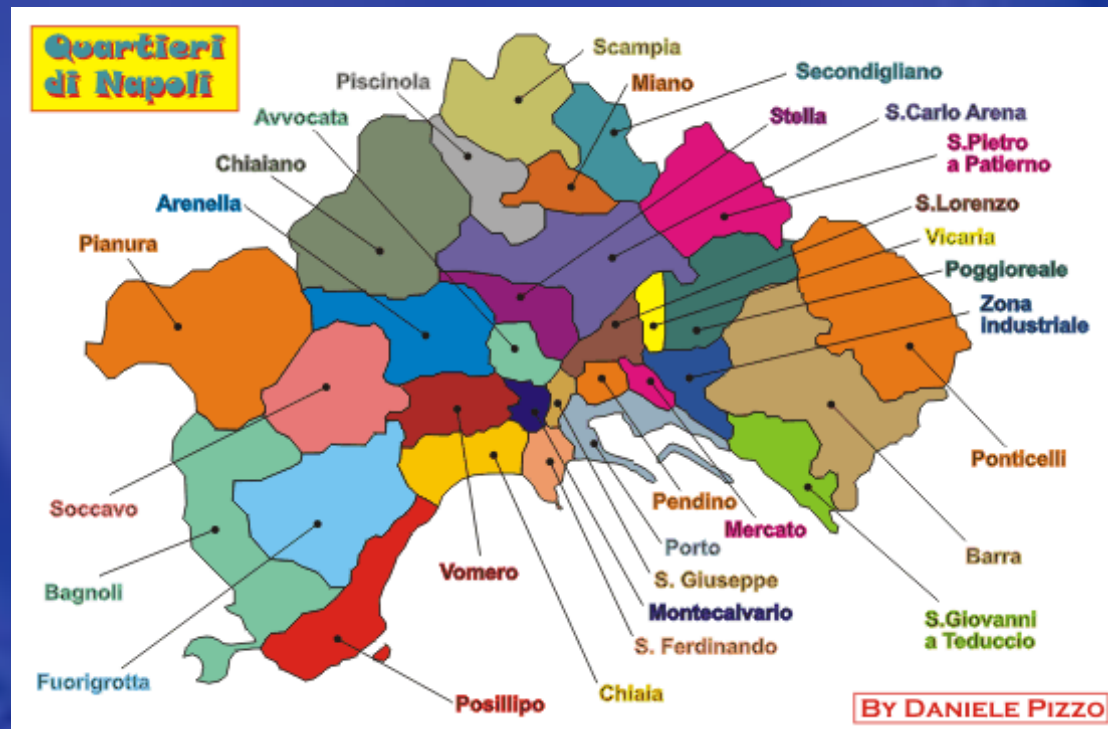 Quartieri
di Napoli
Scampia
Piscinola
Miano
Secondigliano
Avvocata
Stella
S.Carlo Arena
Chiaiano
S.Pietro
a Patierno
Arenella
S.Lorenzo
Pianura
Vicaria
Poggioreale
Zona
industriale
Ponticelli
Soccavo
Pendino
Mercato
Porto
Barra
Vomero
Bagnoli
S. Giuseppe
Montecalvario
S.Giovanni
a Teduccio
S. Ferdinando
Fuorigrotta
Chiaia
Posillipo
BY DANIELE PIZZO